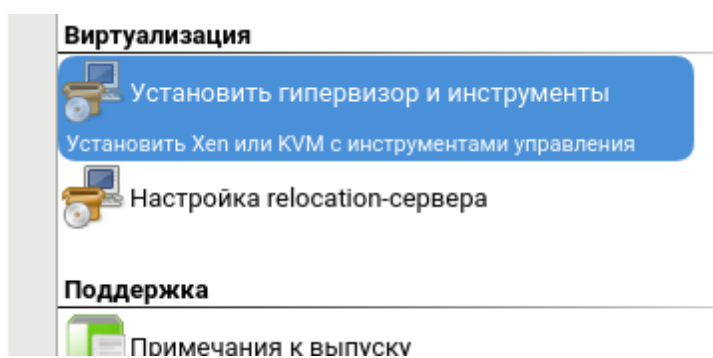 Виртуализация
Установить гипервизор и инструменты
Установить Xen или KVM с инструментами управления
Настройка relocation-сервера
Поддержка
Примечания к выпуску